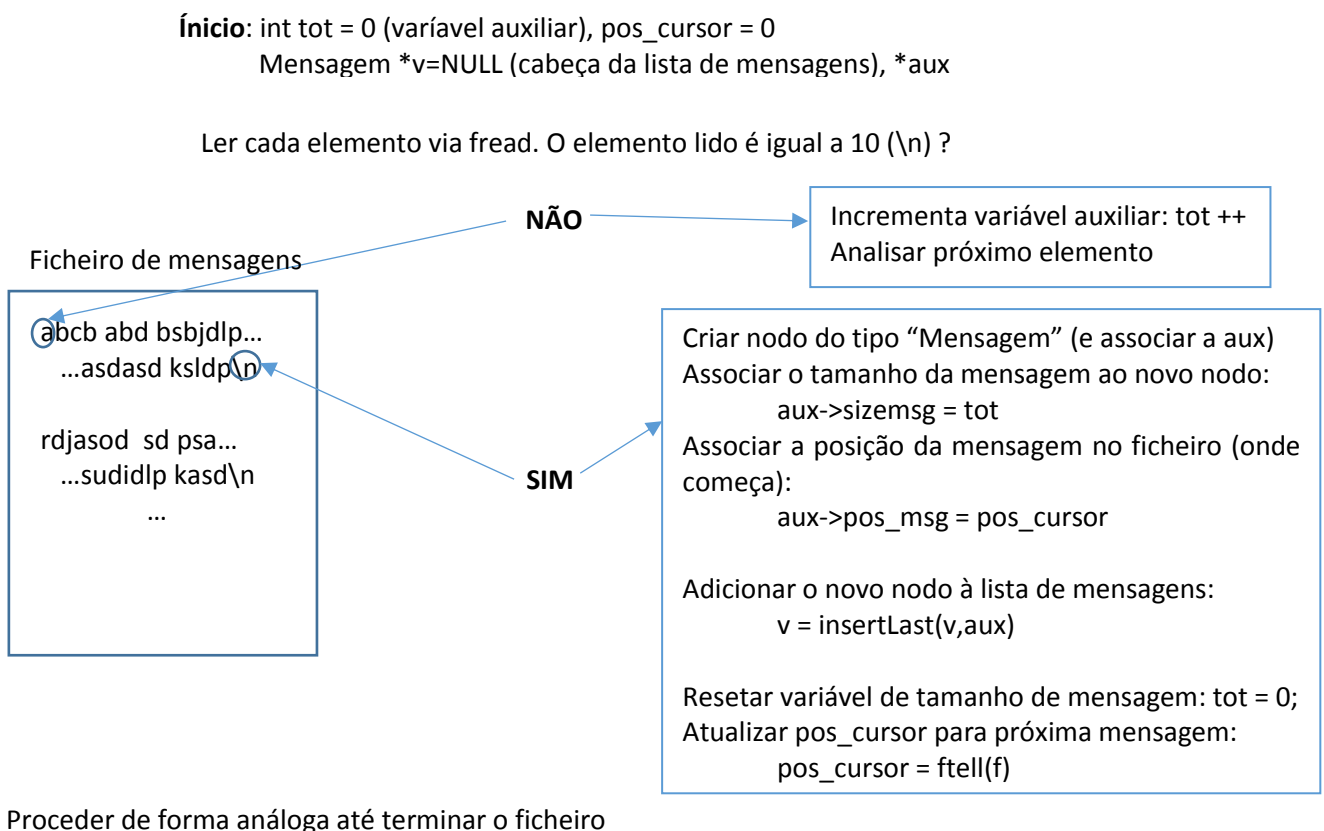 Ínicio: int tot = 0 (varíavel auxiliar), pos_cursor = 0
Mensagem *v=NULL (cabeça da lista de mensagens), *aux
Ler cada elemento via fread. O elemento lido é igual a 10 (\n) ?
NÃO
Incrementa variável auxiliar: tot ++
Analisar próximo elemento
Ficheiro de mensagens
abcb abd bsbjdlp…
…asdasd ksldp\n
rdjasod  sd psa…
…sudidlp kasd\n
…
SIM
Criar nodo do tipo “Mensagem” (e associar a aux)
Associar o tamanho da mensagem ao novo nodo:
aux->sizemsg = tot
Associar a posição da mensagem no ficheiro (onde
começa):
aux->pos_msg = pos_cursor
Adicionar o novo nodo à lista de mensagens:
v = insertLast(v,aux)
Resetar variável de tamanho de mensagem: tot = 0;
Atualizar pos_cursor para próxima mensagem:
pos_cursor = ftell(f)
Proceder de forma análoga até terminar o ficheiro